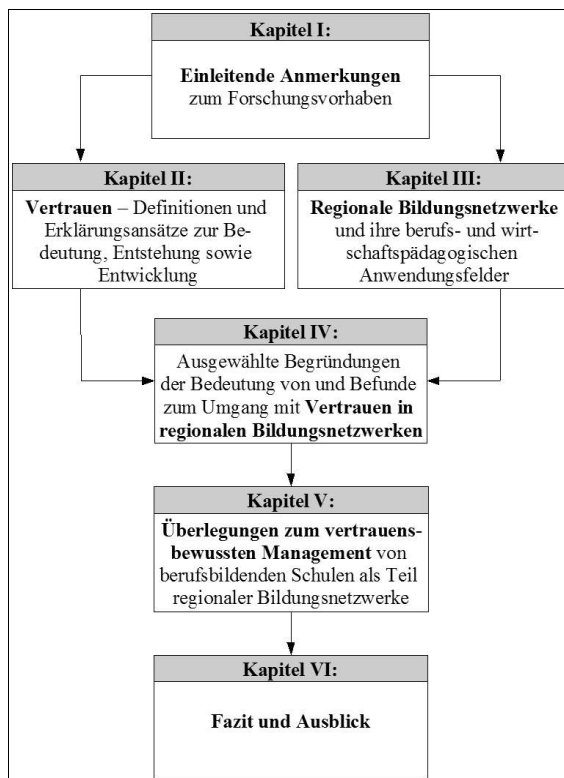 Kapitel I:
Einleitende Anmerkungen
zum Forschungsvorhaben
Kapitel II:
Vertrauen – Definitionen und
Erklärungsansätze zur Be-
deutung, Entstehung sowie
Entwicklung
Kapitel III:
Regionale Bildungsnetzwerke
und ihre berufs- und wirt-
schaftspädagogischen
Anwendungsfelder
Kapitel IV:
Ausgewählte Begründungen
der Bedeutung von und Befunde
zum Umgang mit Vertrauen in
regionalen Bildungsnetzwerken
Kapitel V:
Überlegungen zum vertrauens-
bewussten Management von
berufsbildenden Schulen als Teil
regionaler Bildungsnetzwerke
Kapitel VI:
Fazit und Ausblick